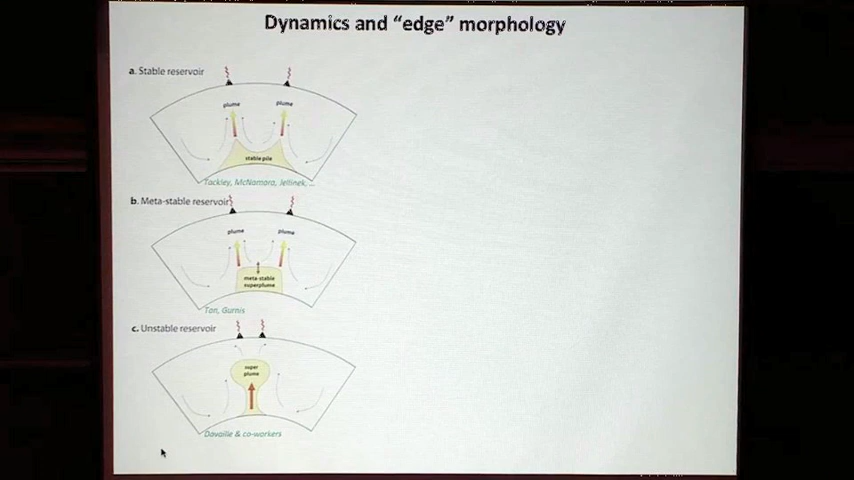 Dynamics and “edge” morphology
a. Stable reservoir
plume plume
stable pile
Tackley, McNamara, Jellinek, ...
b. Meta-stable reservoir
plume plume
meta-stable
superplume
Tan, Gurnis
c. Unstable reservoir
super
plume
Davaille & co-workers